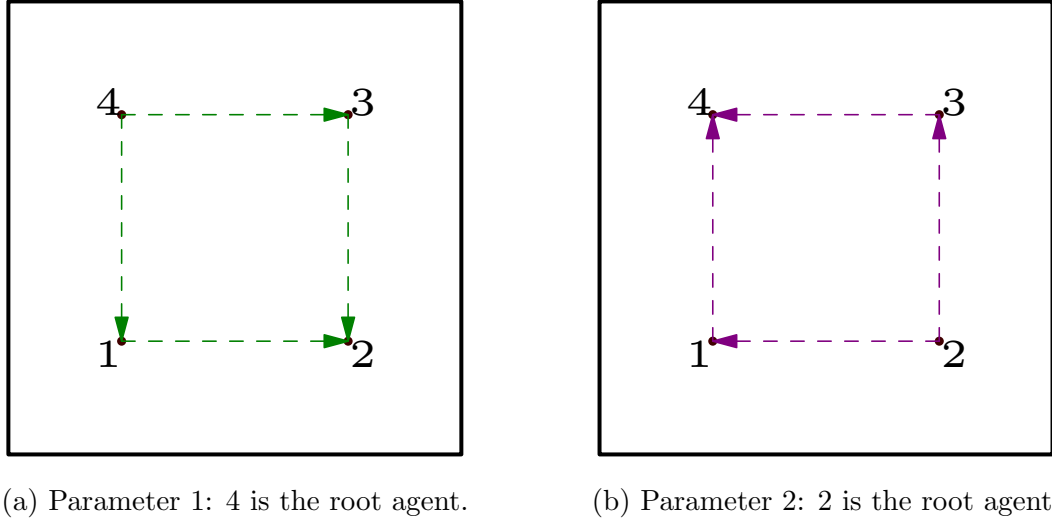 4 3
1 2
4 3
1 2
(a) Parameter 1: 4 is the root agent.
(b) Parameter 2: 2 is the root agent